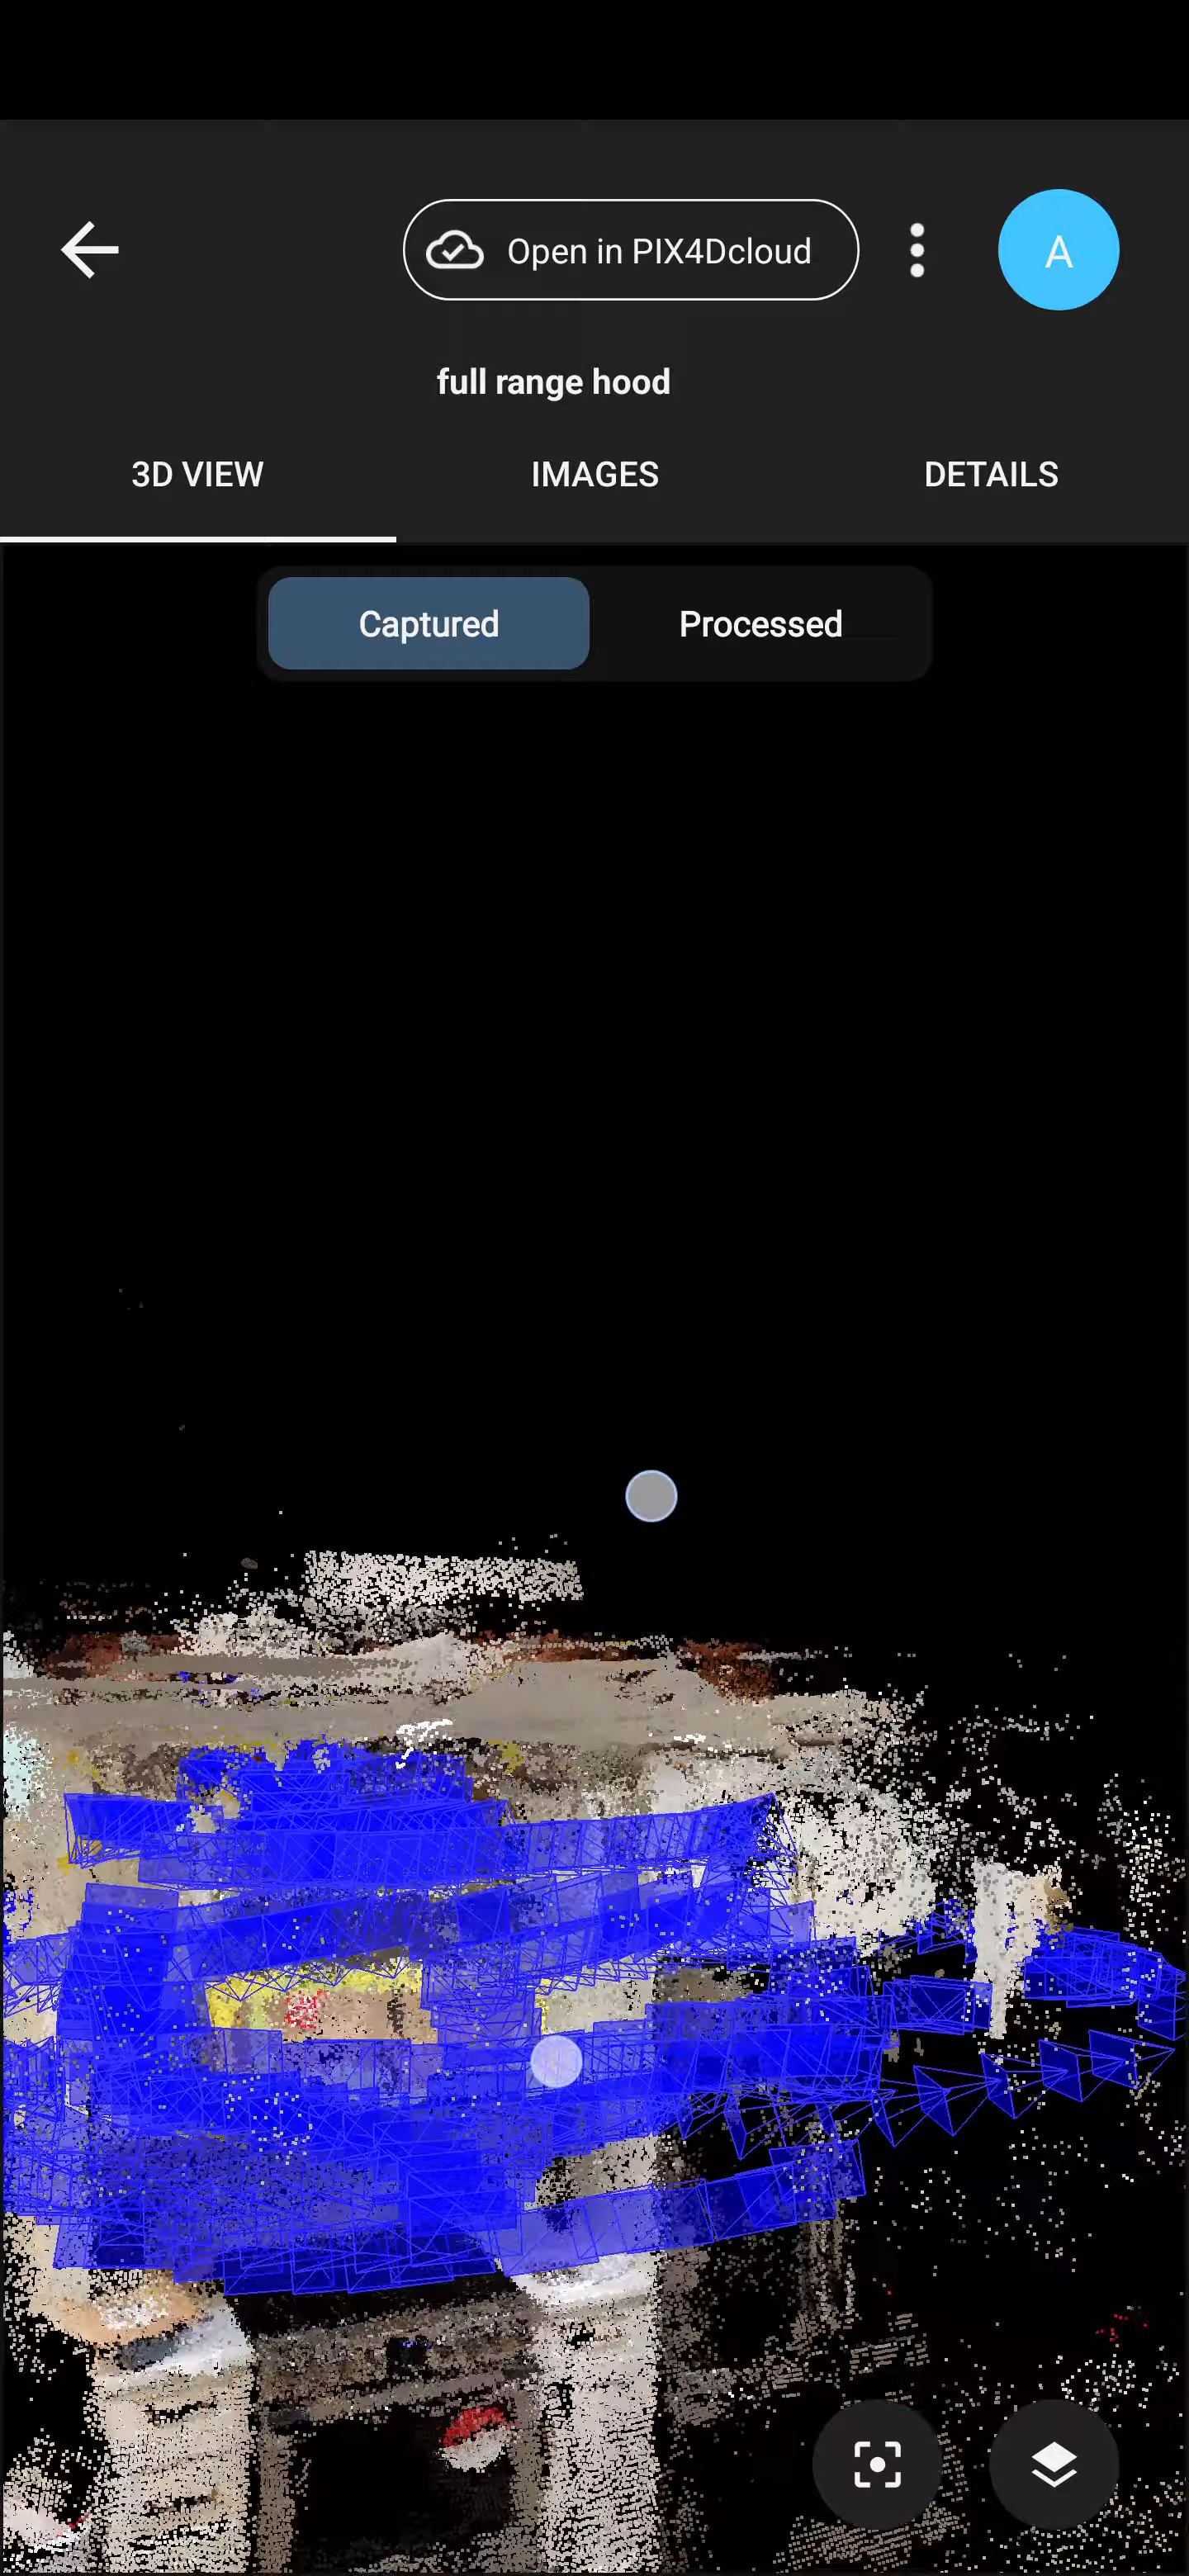 Open in PIX4Dcloud
A
full range hood
3D VIEW
IMAGES
DETAILS
Captured
Processed